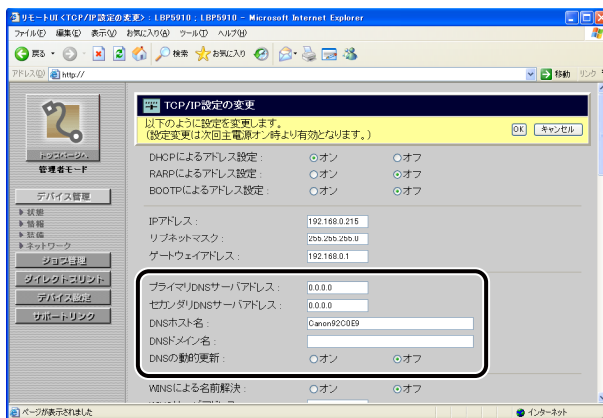 リモートUI <TCP/IP設定の変更> : LBP5910 ; LBP5910 - Microsoft Internet Explorer
ファイル(F) 編集(E) 表示(V) お気に入り(A) ツール(T) ヘルプ(H)
戻る 検索 お気に入り
アドレス(D) http:// 移動 リンク
トップページへ
管理者モード
デバイス管理
状態
情報
装備
ネットワーク
ジョブ管理
ダイレクトプリント
デバイス設定
サポートリンク
TCP/IP設定の変更
以下のように設定を変更します。
(設定変更は次回主電源オン時より有効となります。)
OK キャンセル
DHCPによるアドレス設定 : オン オフ
RARPによるアドレス設定 : オン オフ
BOOTPによるアドレス設定 : オン オフ
IPアドレス : 192.168.0.215
サブネットマスク : 255.255.255.0
ゲートウェイアドレス : 192.168.0.1
プライマリDNSサーバアドレス : 0.0.0.0
セカンダリDNSサーバアドレス : 0.0.0.0
DNSホスト名 : Canon92C0E9
DNSドメイン名 :
DNSの動的更新 : オン オフ
WINSによる名前解決 : オン オフ
ページが表示されました インターネット